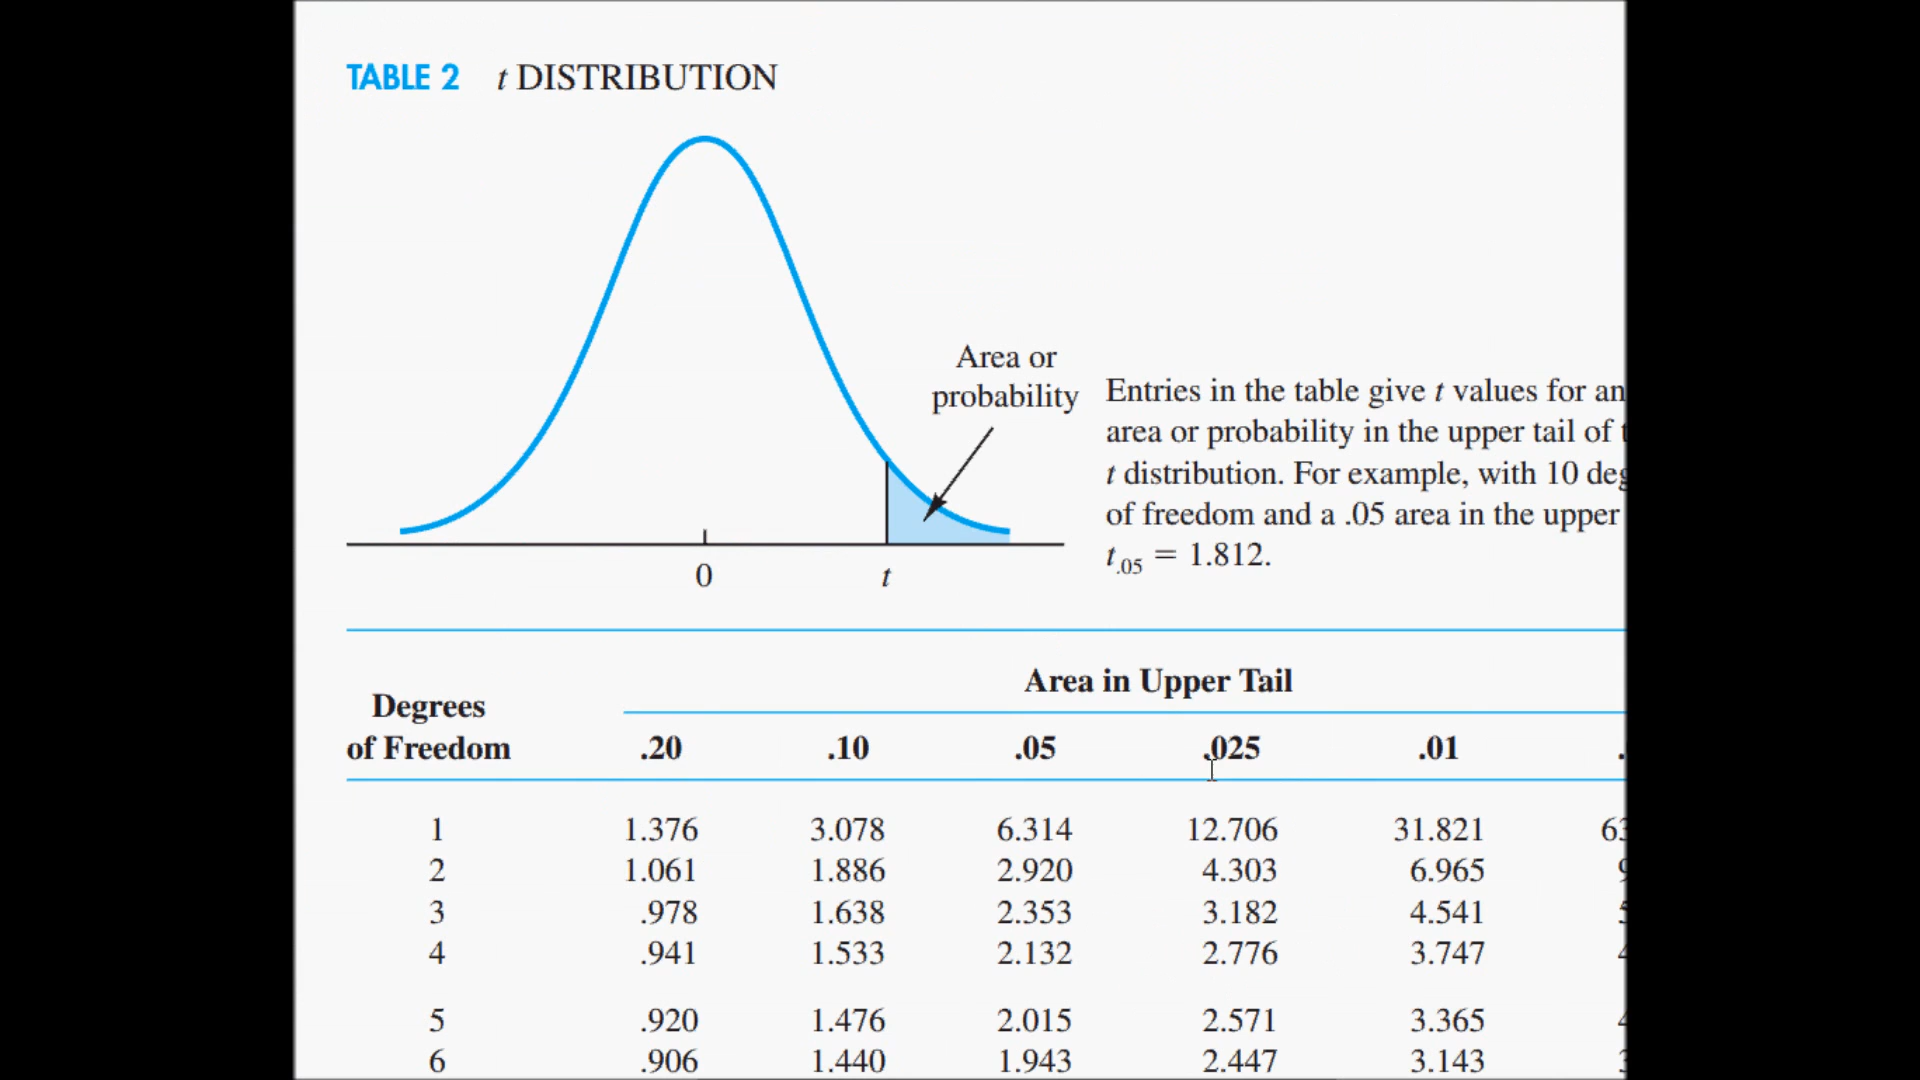 TABLE 2 t DISTRIBUTION
Area or
probability
Entries in the table give t values for an
area or probability in the upper tail of
t distribution. For example, with 10
of freedom and a .05 area in the upper
t.05 = 1.812.
0 t
Area in Upper Tail
Degrees
of Freedom .20 .10 .05 .025 .01
1 1.376 3.078 6.314 12.706 31.821
2 1.061 1.886 2.920 4.303 6.965
3 .978 1.638 2.353 3.182 4.541
4 .941 1.533 2.132 2.776 3.747
5 .920 1.476 2.015 2.571 3.365
6 .906 1.440 1.943 2.447 3.143